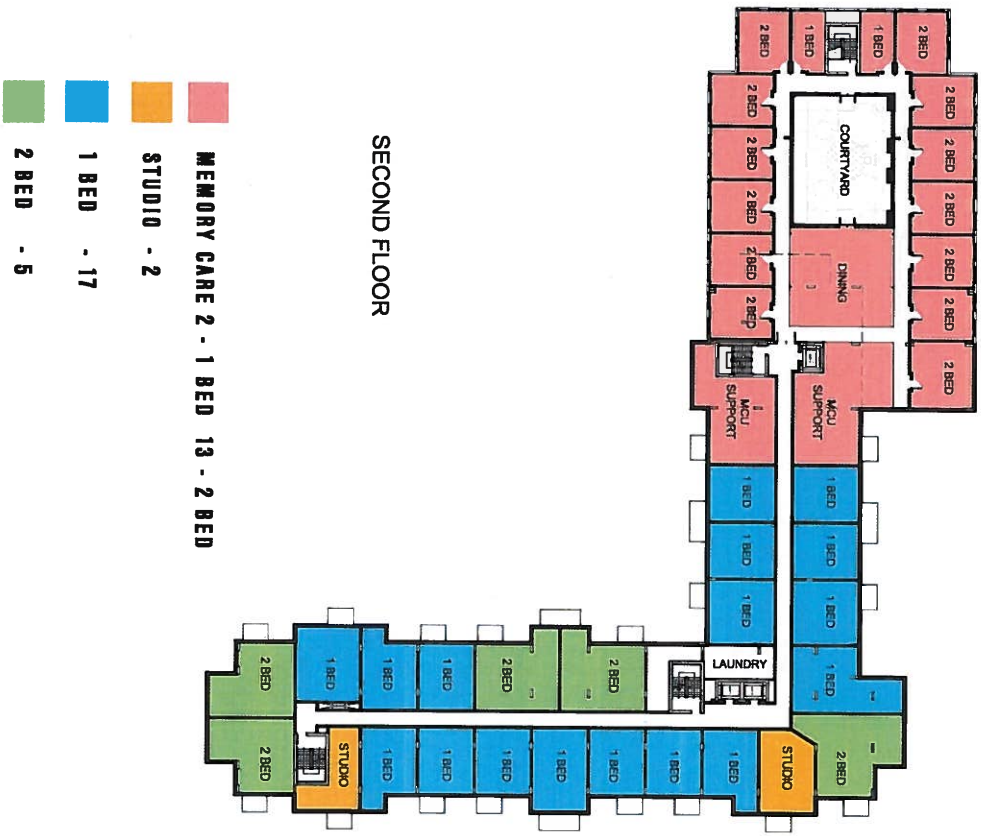 SECOND FLOOR
MEMORY CARE 2 - 1 BED 13 - 2 BED
STUDIO - 2
1 BED - 17
2 BED - 5
2 BED
1 BED
1 BED
2 BED
2 BED
2 BED
2 BED
COURTYARD
2 BED
2 BED
2 BED
2 BED
DINING
2 BED
2 BED
2 BED
2 BED
MCU
SUPPORT
MCU
SUPPORT
1 BED
1 BED
1 BED
1 BED
1 BED
1 BED
LAUNDRY
1 BED
2 BED
1 BED
1 BED
1 BED
2 BED
2 BED
2 BED
STUDIO
1 BED
1 BED
1 BED
1 BED
1 BED
1 BED
1 BED
STUDIO
2 BED